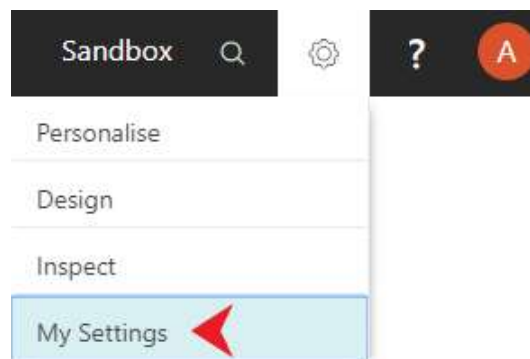 Sandbox ? A
Personalise
Design
Inspect
My Settings